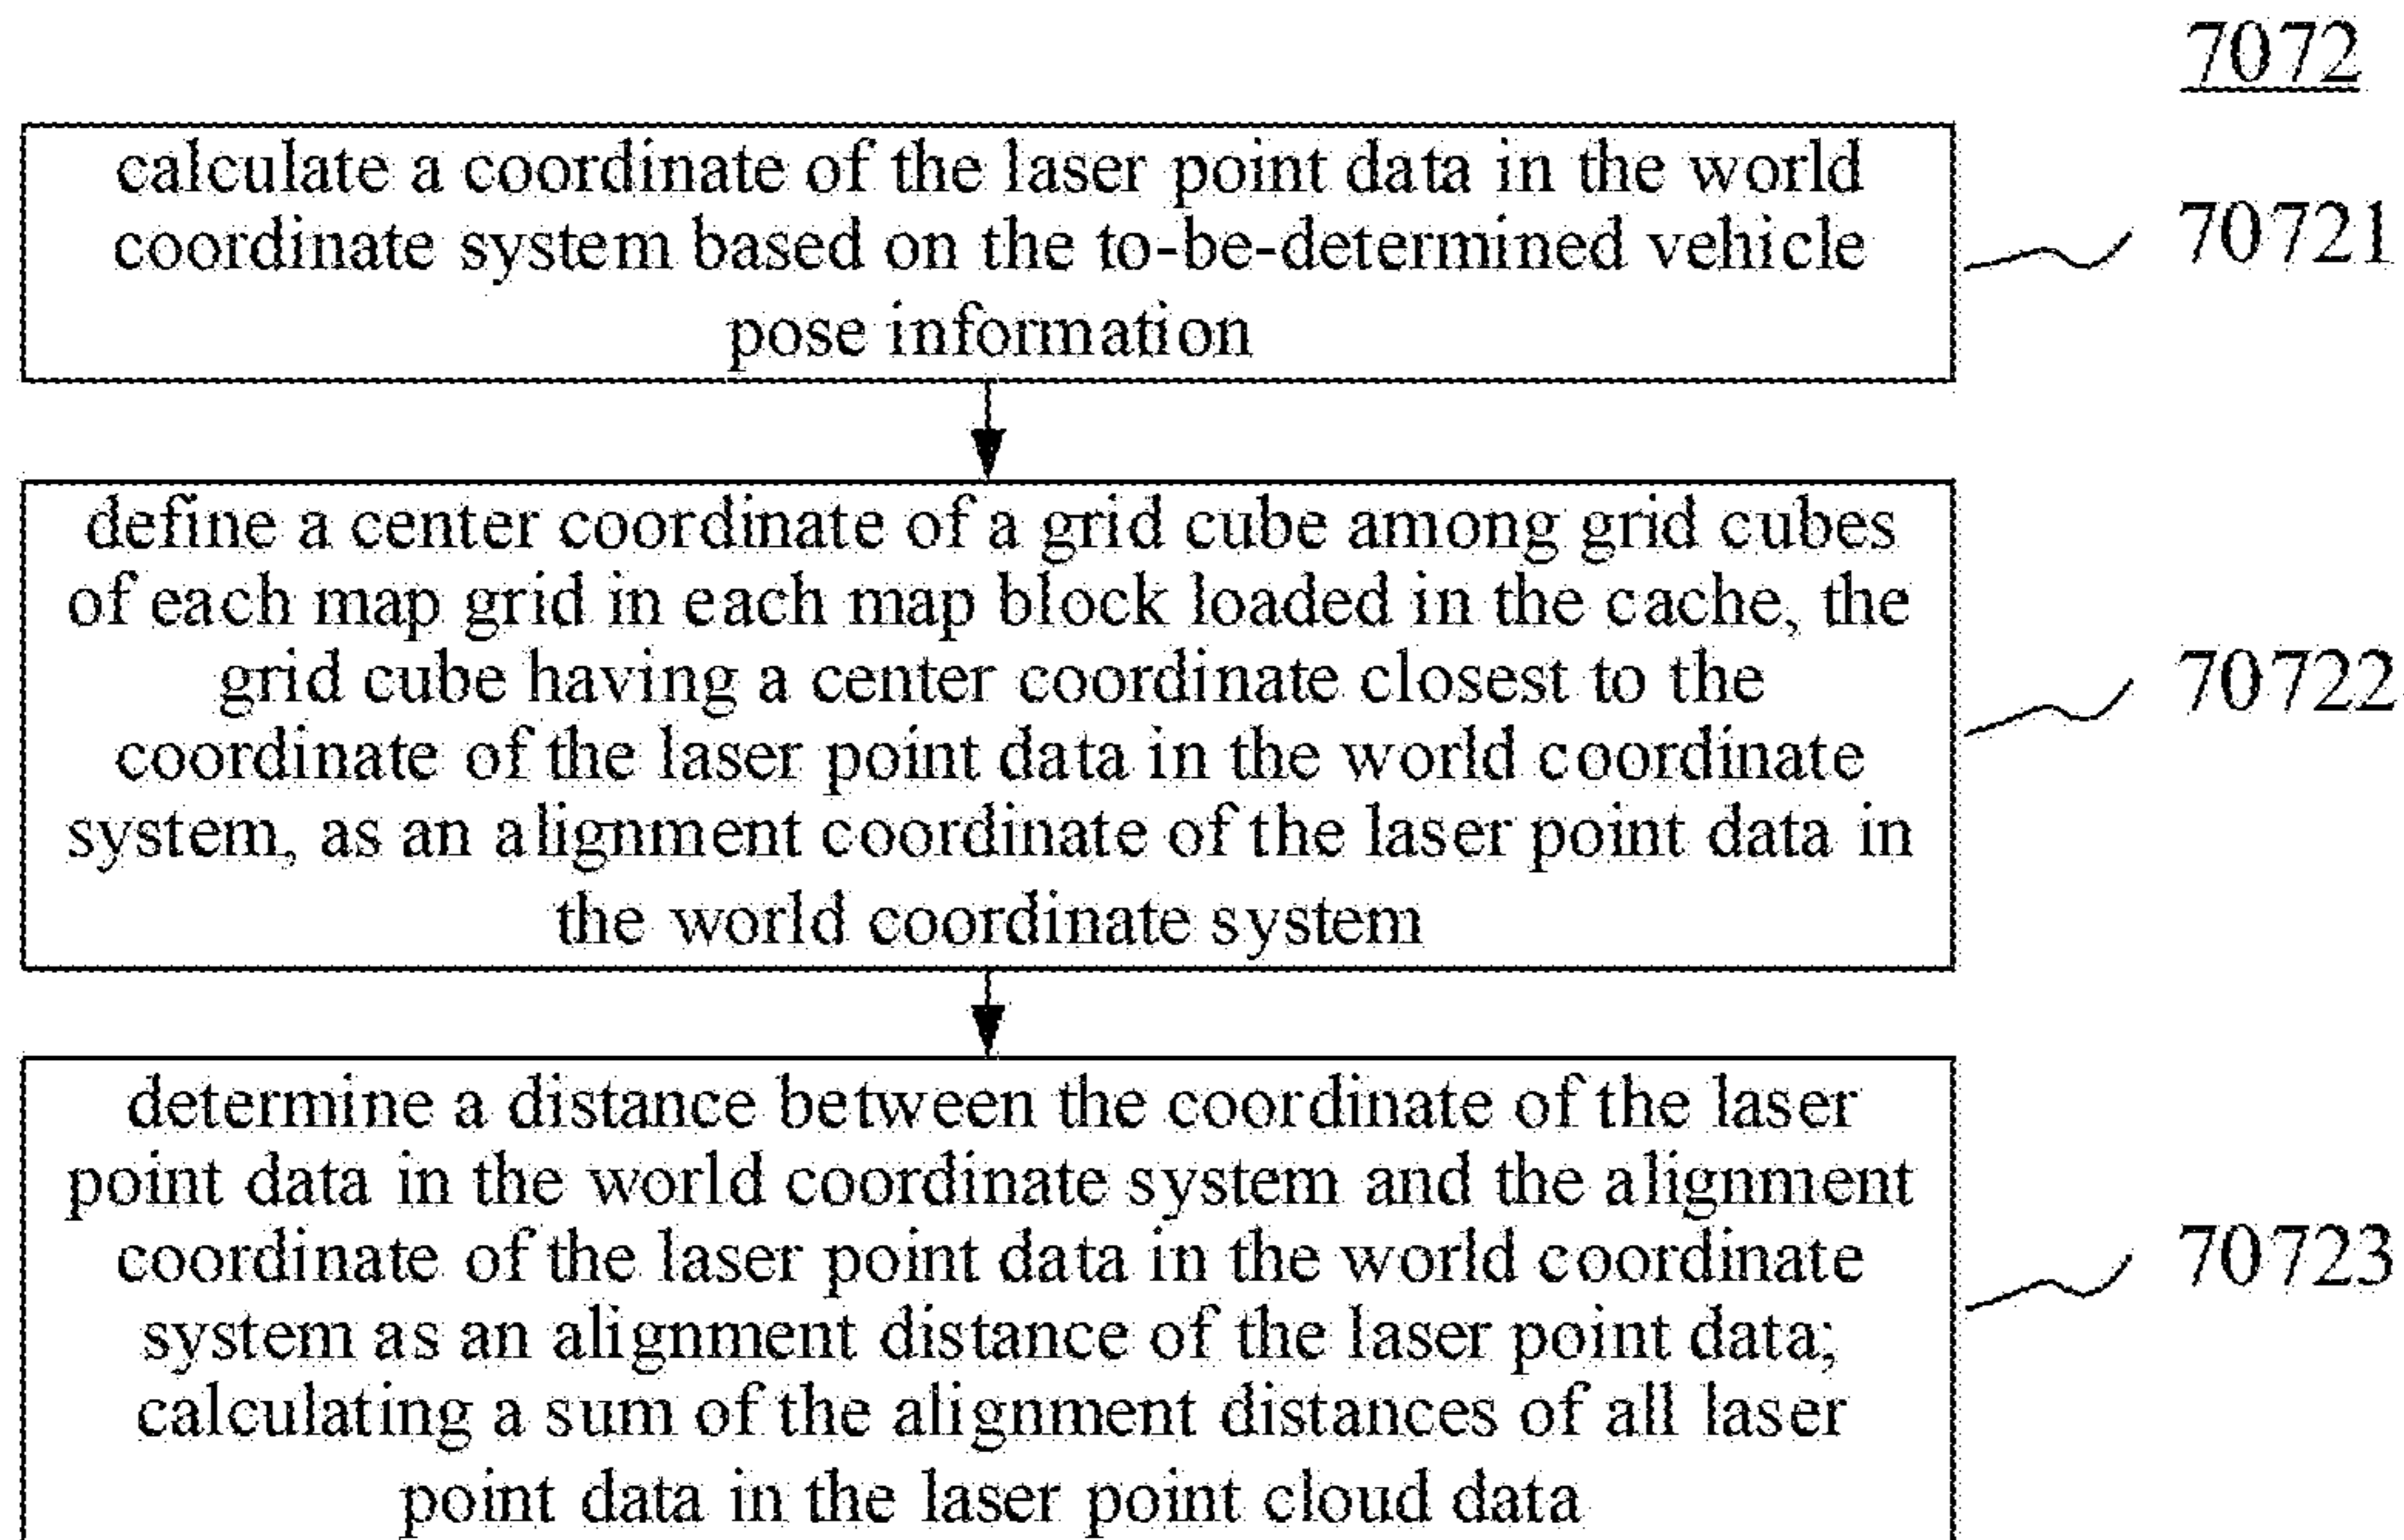 7072
calculate a coordinate of the laser point data in the world
coordinate system based on the to-be-determined vehicle
pose information
70721
define a center coordinate of a grid cube among grid cubes
of each map grid in each map block loaded in the cache, the
grid cube having a center coordinate closest to the
coordinate of the laser point data in the world coordinate
system, as an alignment coordinate of the laser point data in
the world coordinate system
70722
determine a distance between the coordinate of the laser
point data in the world coordinate system and the alignment
coordinate of the laser point data in the world coordinate
system as an alignment distance of the laser point data;
calculating a sum of the alignment distances of all laser
point data in the laser point cloud data
70723